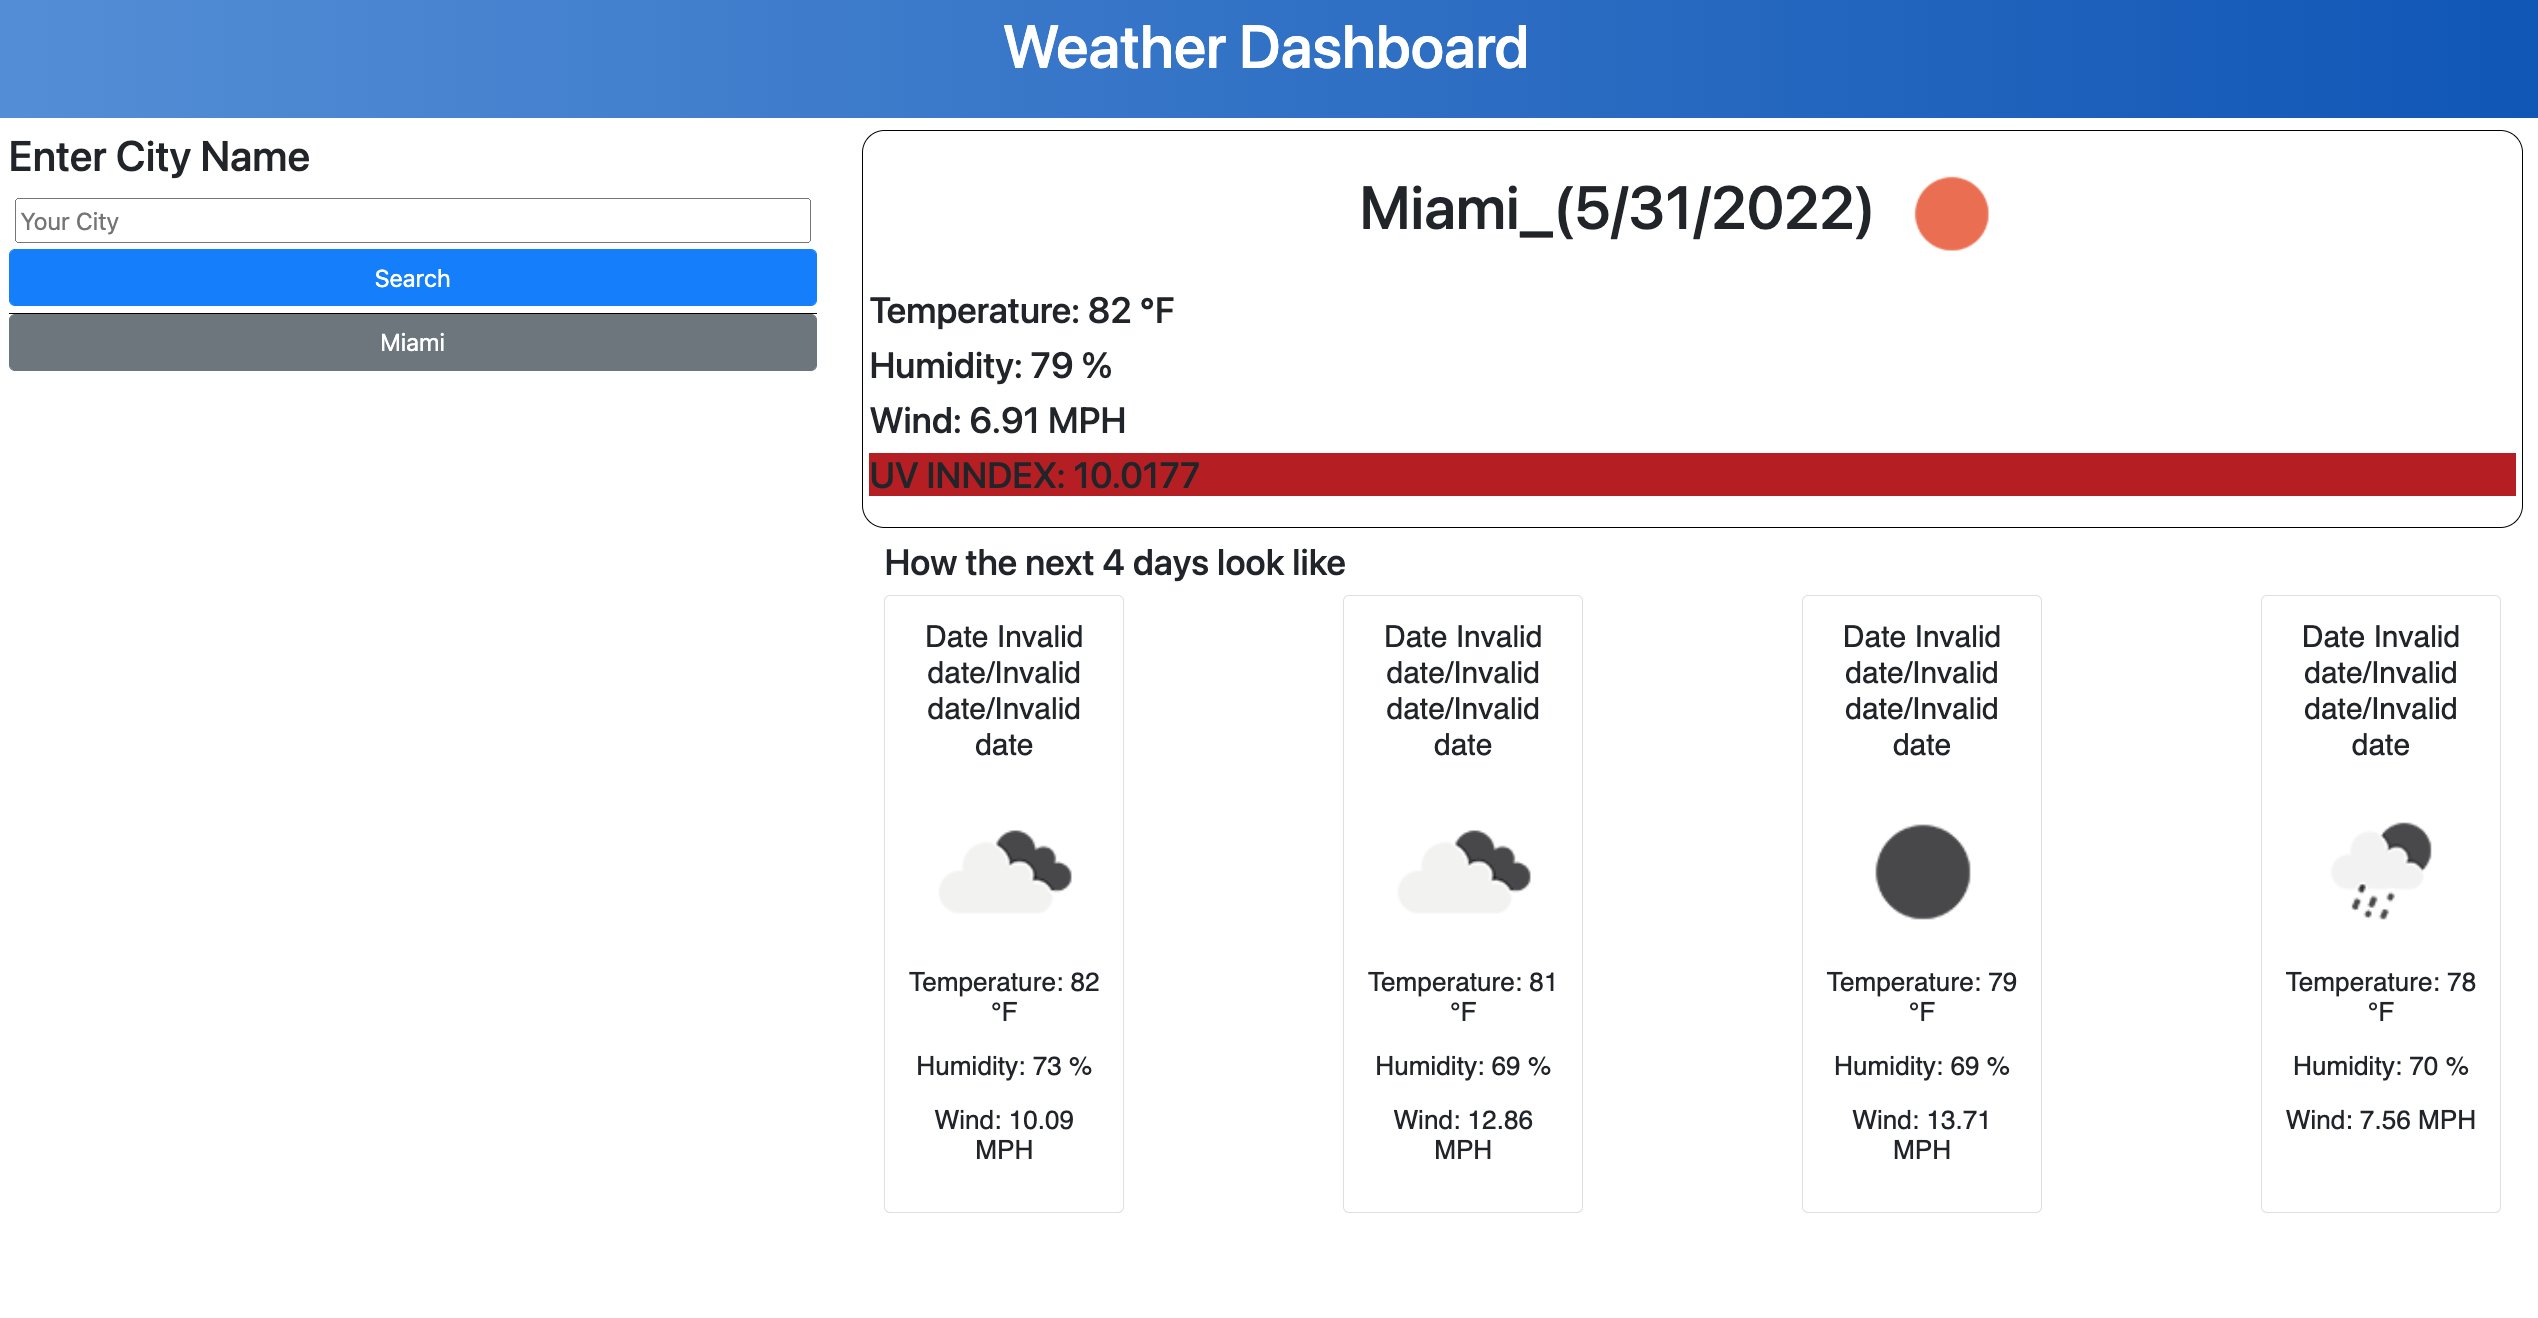 Weather Dashboard
Enter City Name
Your City
Search
Miami
Miami_(5/31/2022)
Temperature: 82 °F
Humidity: 79 %
Wind: 6.91 MPH
UV INNDEX: 10.0177
How the next 4 days look like
Date Invalid
date/Invalid
date/Invalid
date
Temperature: 82
°F
Humidity: 73 %
Wind: 10.09
MPH
Date Invalid
date/Invalid
date/Invalid
date
Temperature: 81
°F
Humidity: 69 %
Wind: 12.86
MPH
Date Invalid
date/Invalid
date/Invalid
date
Temperature: 79
°F
Humidity: 69 %
Wind: 13.71
MPH
Date Invalid
date/Invalid
date/Invalid
date
Temperature: 78
°F
Humidity: 70 %
Wind: 7.56 MPH